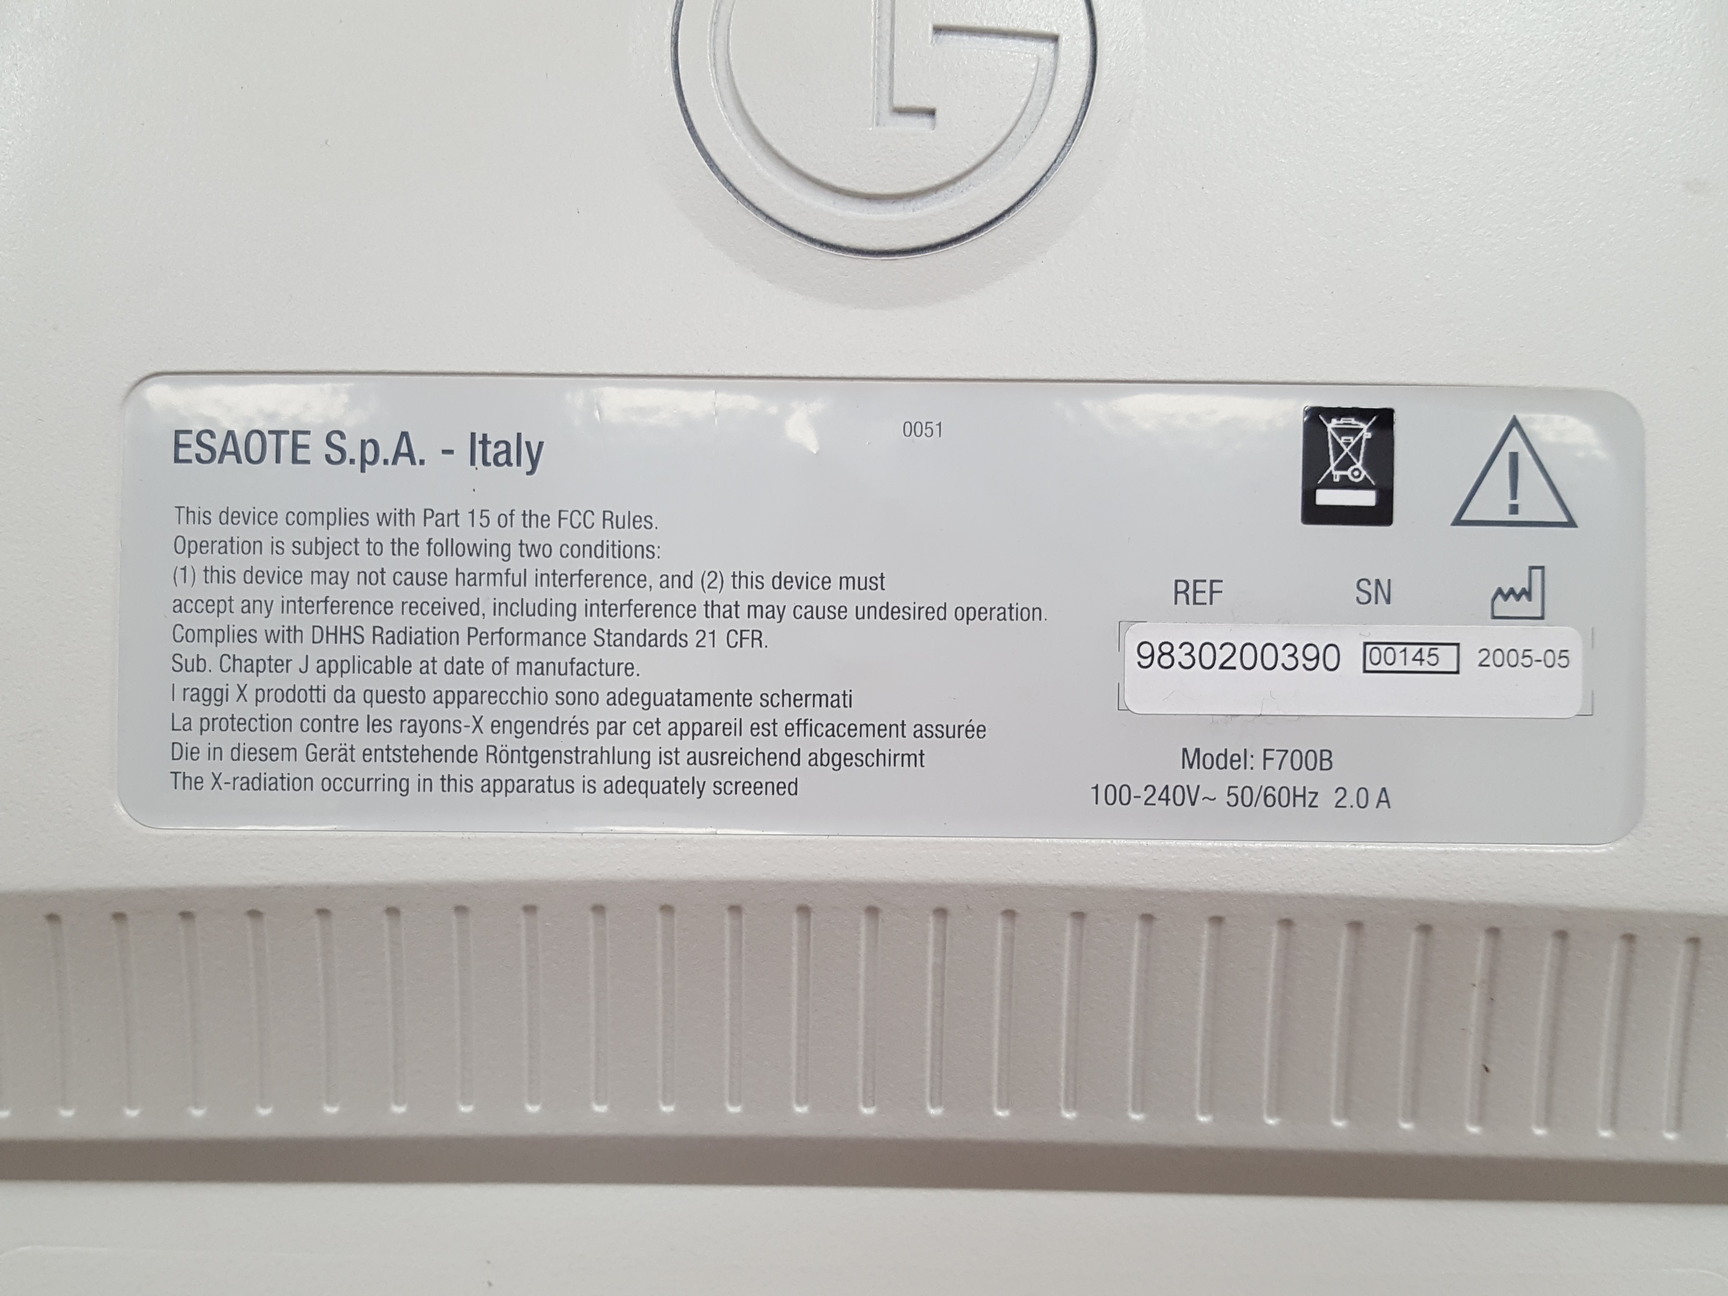 LG
ESAOTE S.p.A. - Italy
0051
This device complies with Part 15 of the FCC Rules.
Operation is subject to the following two conditions:
(1) this device may not cause harmful interference, and (2) this device must
accept any interference received, including interference that may cause undesired operation.
Complies with DHHS Radiation Performance Standards 21 CFR.
Sub. Chapter J applicable at date of manufacture.
I raggi X prodotti da questo apparecchio sono adeguatamente schermati
La protection contre les rayons-X engendrés par cet appareil est efficacement assurée
Die in diesem Gerät entstehende Röntgenstrahlung ist ausreichend abgeschirmt
The X-radiation occurring in this apparatus is adequately screened
REF SN
9830200390 00145 2005-05
Model: F700B
100-240V~ 50/60Hz 2.0 A